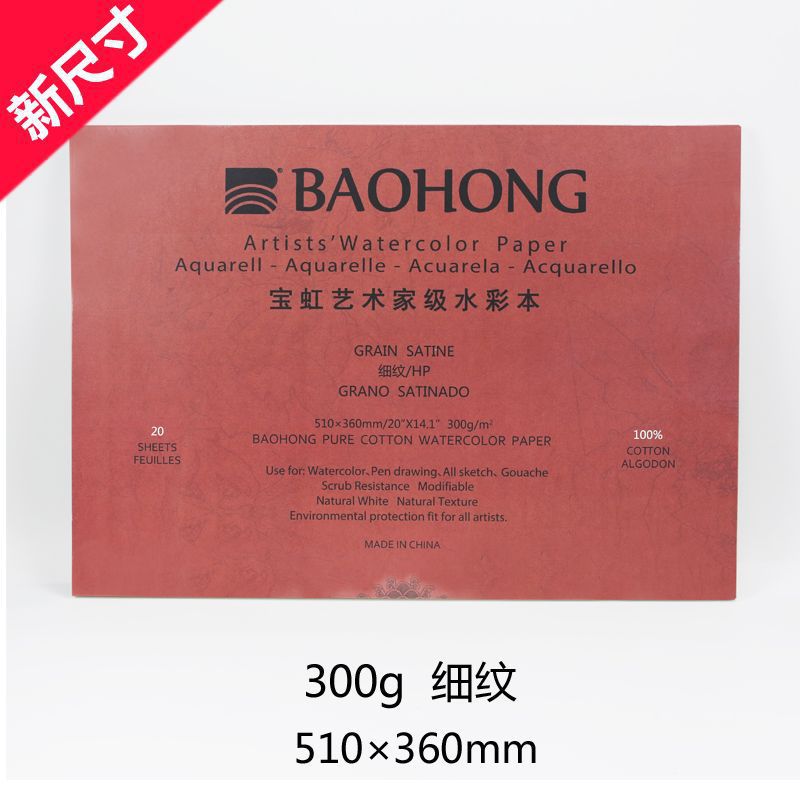 新尺寸
BAOHONG
Artists'Watercolor Paper
Aquarell - Aquarelle - Acuarela - Acquarello
宝虹艺术家级水彩本
GRAIN SATINE
细纹/HP
GRANO SATINADO
510×360mm/20"X14.1" 300g/m²
BAOHONG PURE COTTON WATERCOLOR PAPER
20
SHEETS
FEUILLES
100%
COTTON
ALGODON
Use for: Watercolor、Pen drawing、All sketch、Gouache
Scrub Resistance Modifiable
Natural White Natural Texture
Environmental protection fit for all artists.
MADE IN CHINA
300g 细纹
510×360mm